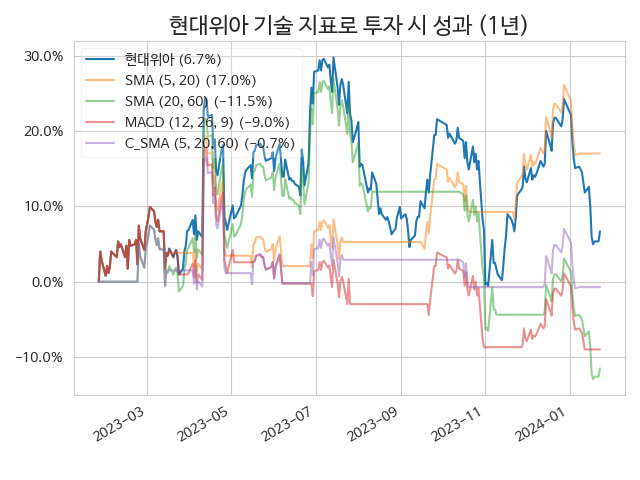 현대위아 기술 지표로 투자 시 성과 (1년)
30.0%
20.0%
10.0%
0.0%
−10.0%
현대위아 (6.7%)
SMA (5, 20) (17.0%)
SMA (20, 60) (−11.5%)
MACD (12, 26, 9) (−9.0%)
C_SMA (5, 20, 60) (−0.7%)
2023-03
2023-05
2023-07
2023-09
2023-11
2024-01